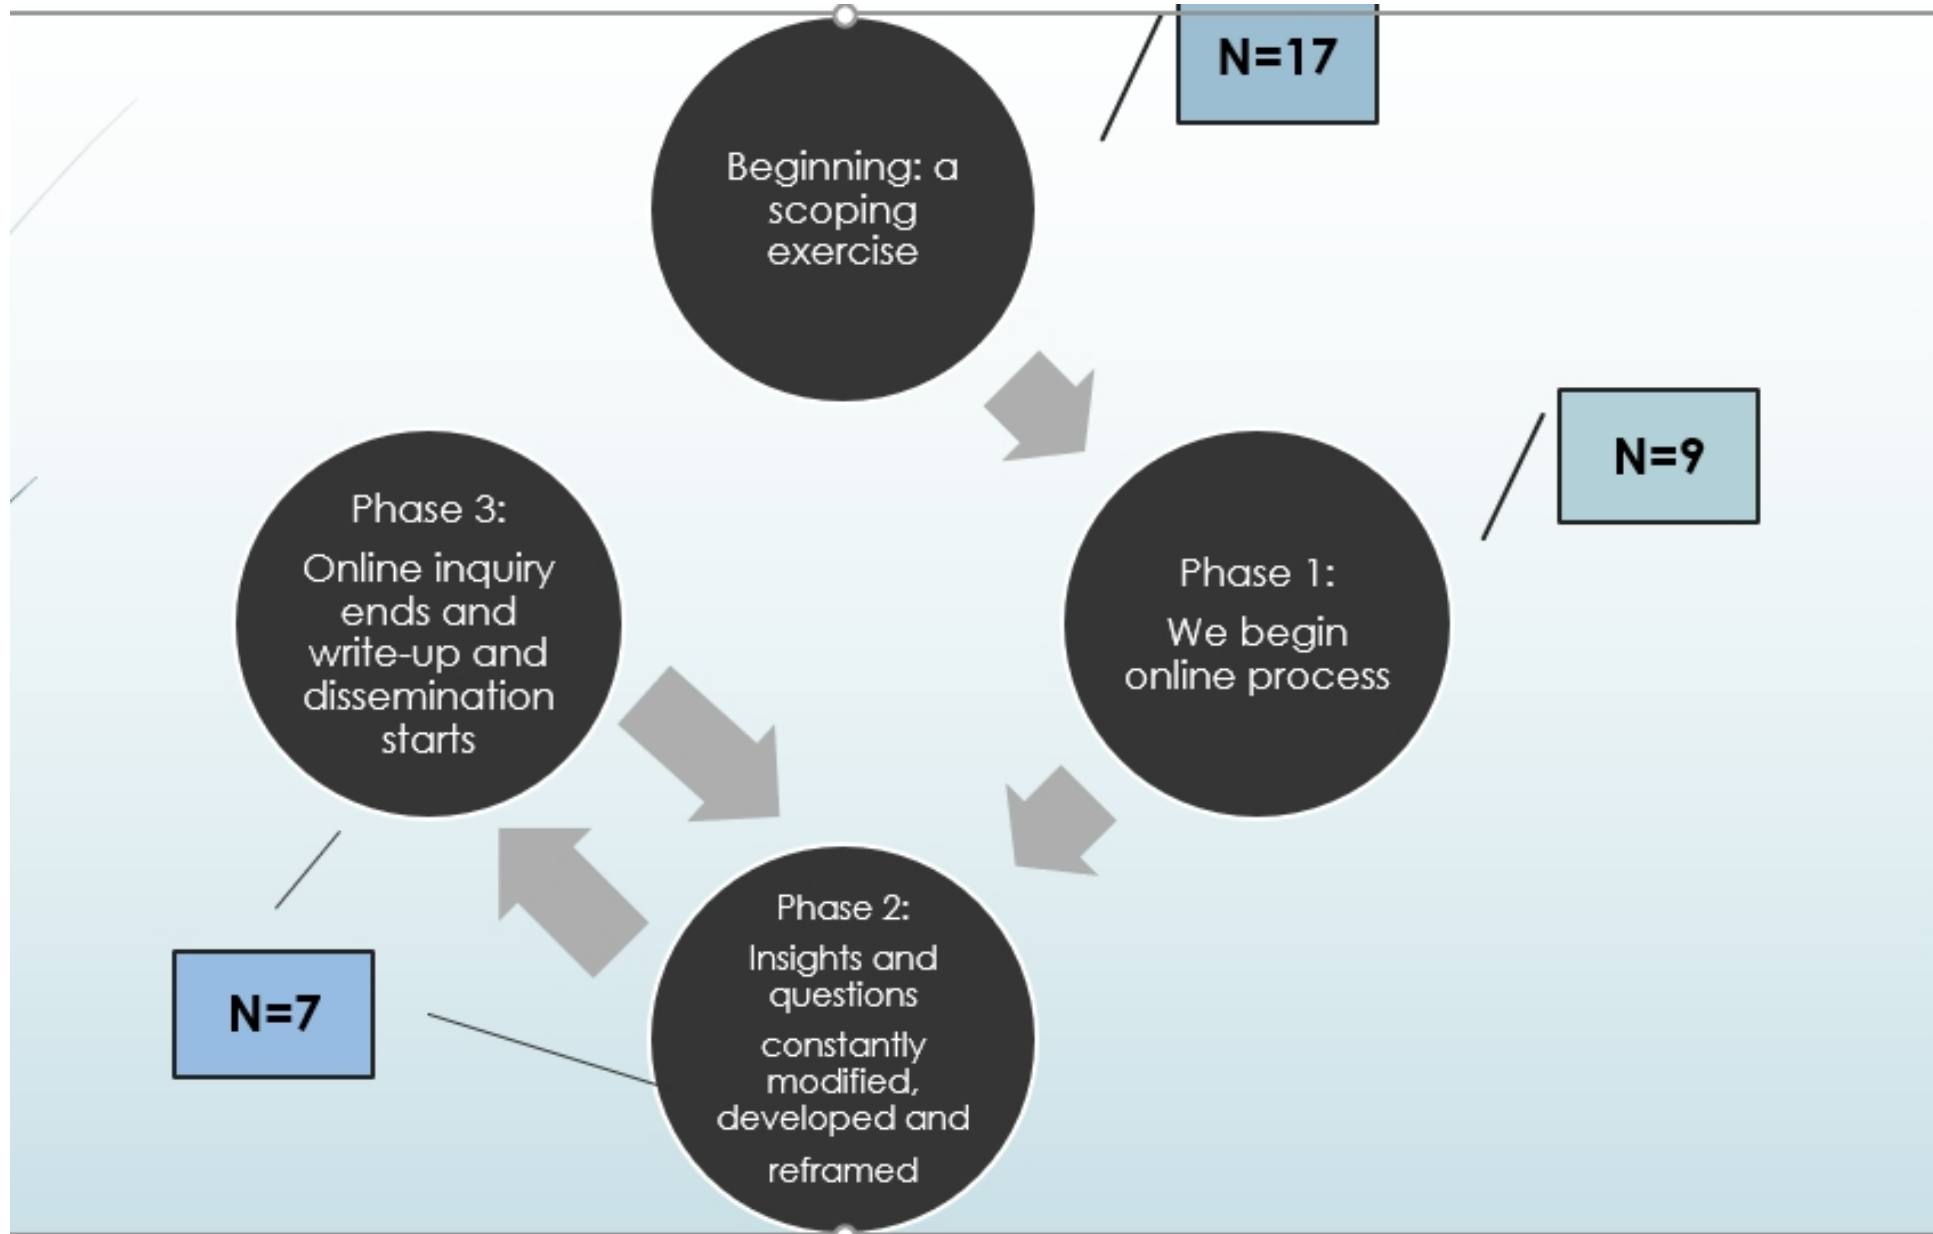 N=17
Beginning: a
scoping
exercise
N=9
Phase 1:
We begin
online process
Phase 2:
Insights and
questions
constantly
modified,
developed and
reframed
Phase 3:
Online inquiry
ends and
write-up and
dissemination
starts
N=7